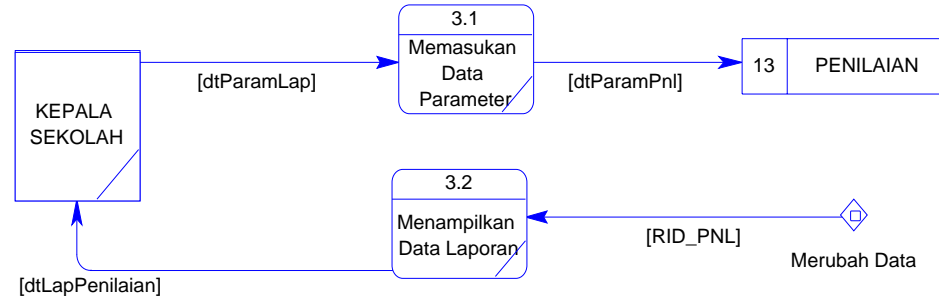 3.1
Memasukan
Data
Parameter
[dtParamLap]
[dtParamPnl]
13
PENILAIAN
KEPALA
SEKOLAH
3.2
Menampilkan
Data Laporan
[RID_PNL]
Merubah Data
[dtLapPenilaian]